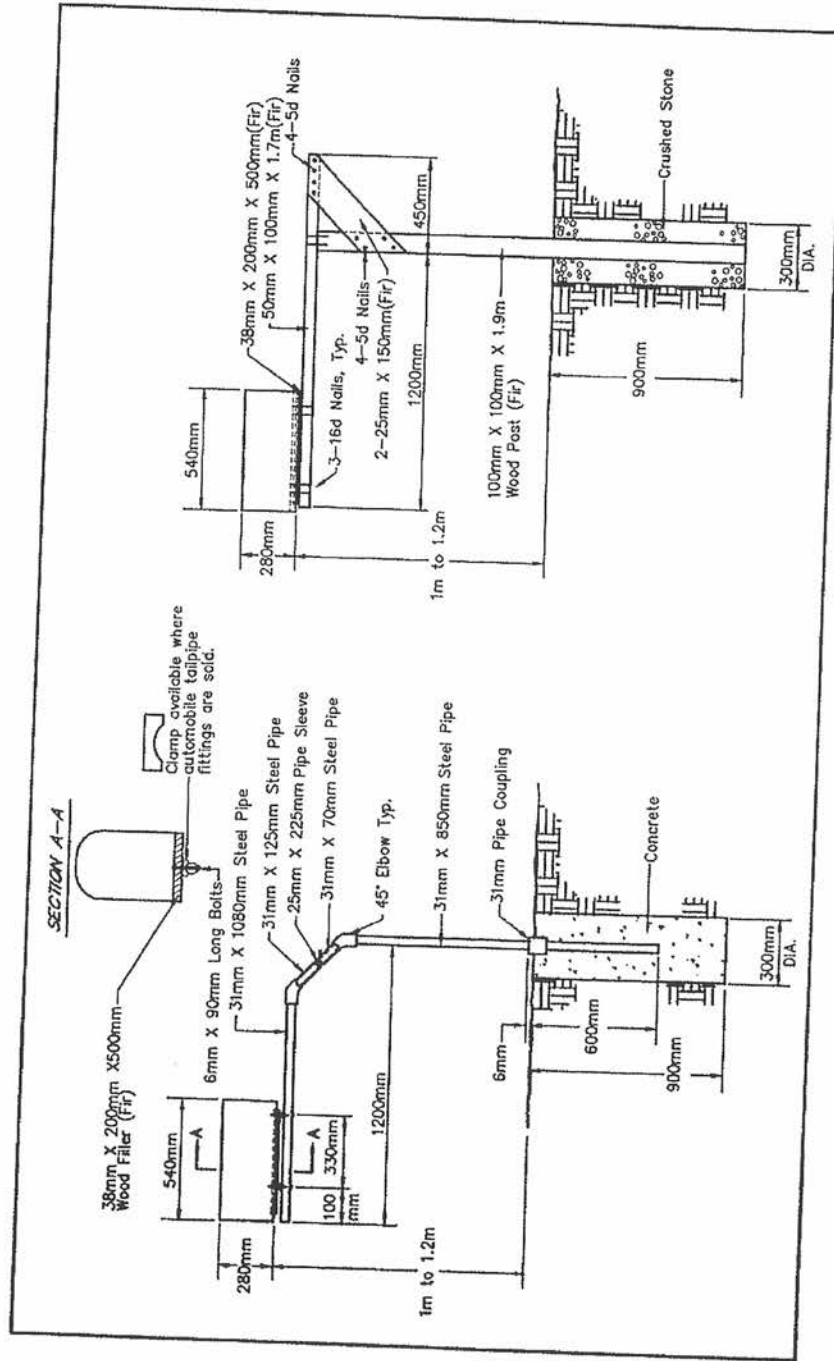 SECTION A-A
38mm X 200mm X500mm
Wood Filler (Fir)
Clamp available where
automobile tailpipe
fittings are sold.
6mm X 90mm Long Bolts
31mm X 1080mm Steel Pipe
31mm X 125mm Steel Pipe
25mm X 225mm Pipe Sleeve
31mm X 70mm Steel Pipe
45° Elbow Typ.
31mm X 850mm Steel Pipe
31mm Pipe Coupling
Concrete
540mm
280mm
A
A
330mm
100
mm
1200mm
1m to 1.2m
6mm
600mm
900mm
300mm
DIA.
540mm
280mm
38mm X 200mm X 500mm(Fir)
50mm X 100mm X 1.7m(Fir)
4-5d Nails
3-16d Nails, Typ.
4-5d Nails
2-25mm X 150mm(Fir)
1200mm
450mm
1m to 1.2m
100mm X 100mm X 1.9m
Wood Post (Fir)
Crushed Stone
900mm
300mm
DIA.